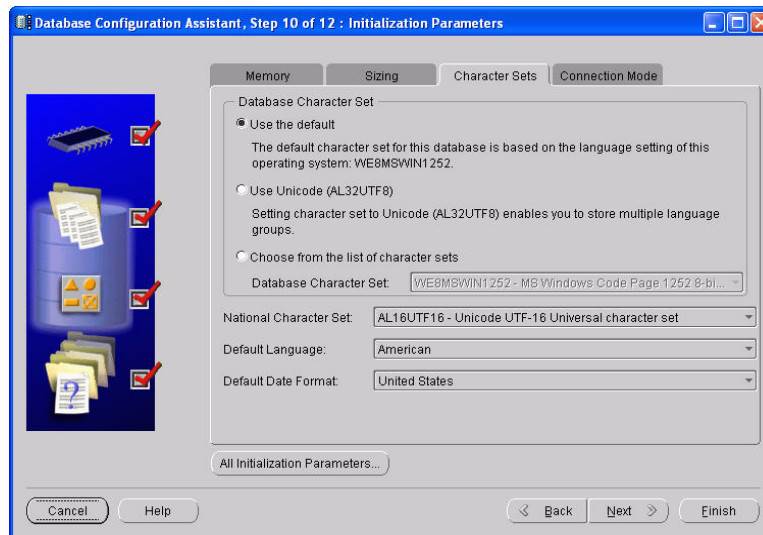 Database Configuration Assistant, Step 10 of 12 : Initialization Parameters
Memory Sizing Character Sets Connection Mode
Database Character Set
Use the default
The default character set for this database is based on the language setting of this
operating system: WE8MSWIN1252.
Use Unicode (AL32UTF8)
Setting character set to Unicode (AL32UTF8) enables you to store multiple language
groups.
Choose from the list of character sets
Database Character Set: WE8MSWIN1252 - MS Windows Code Page 1252 8-bi...
National Character Set: AL16UTF16 - Unicode UTF-16 Universal character set
Default Language: American
Default Date Format: United States
?
All Initialization Parameters...
Cancel Help Back Next Finish